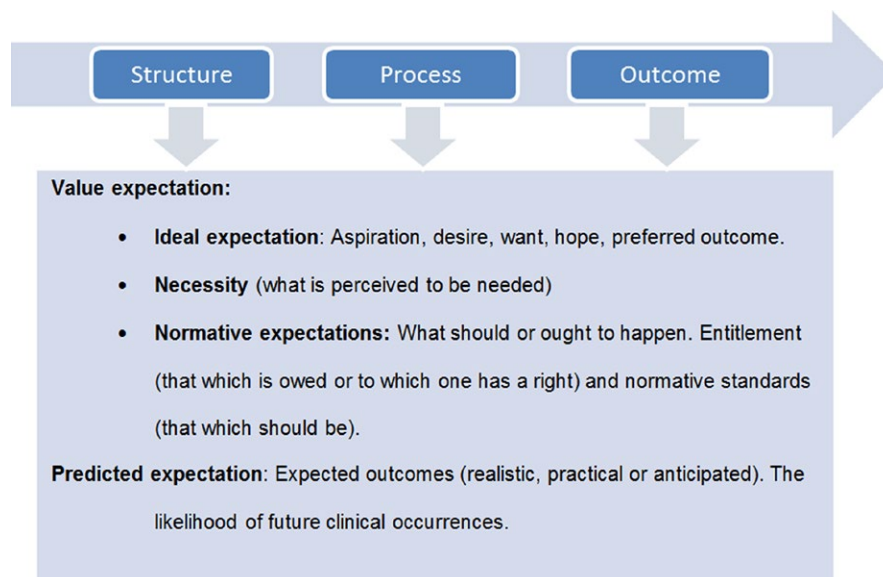 Structure
Process
Outcome
Value expectation:
• Ideal expectation: Aspiration, desire, want, hope, preferred outcome.
• Necessity (what is perceived to be needed)
• Normative expectations: What should or ought to happen. Entitlement
(that which is owed or to which one has a right) and normative standards
(that which should be).
Predicted expectation: Expected outcomes (realistic, practical or anticipated). The
likelihood of future clinical occurrences.